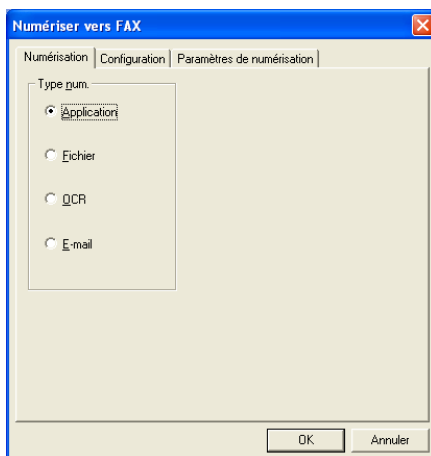 Numériser vers FAX
Numérisation Configuration Paramètres de numérisation
Type num.
Application
Fichier
OCR
E-mail
OK Annuler